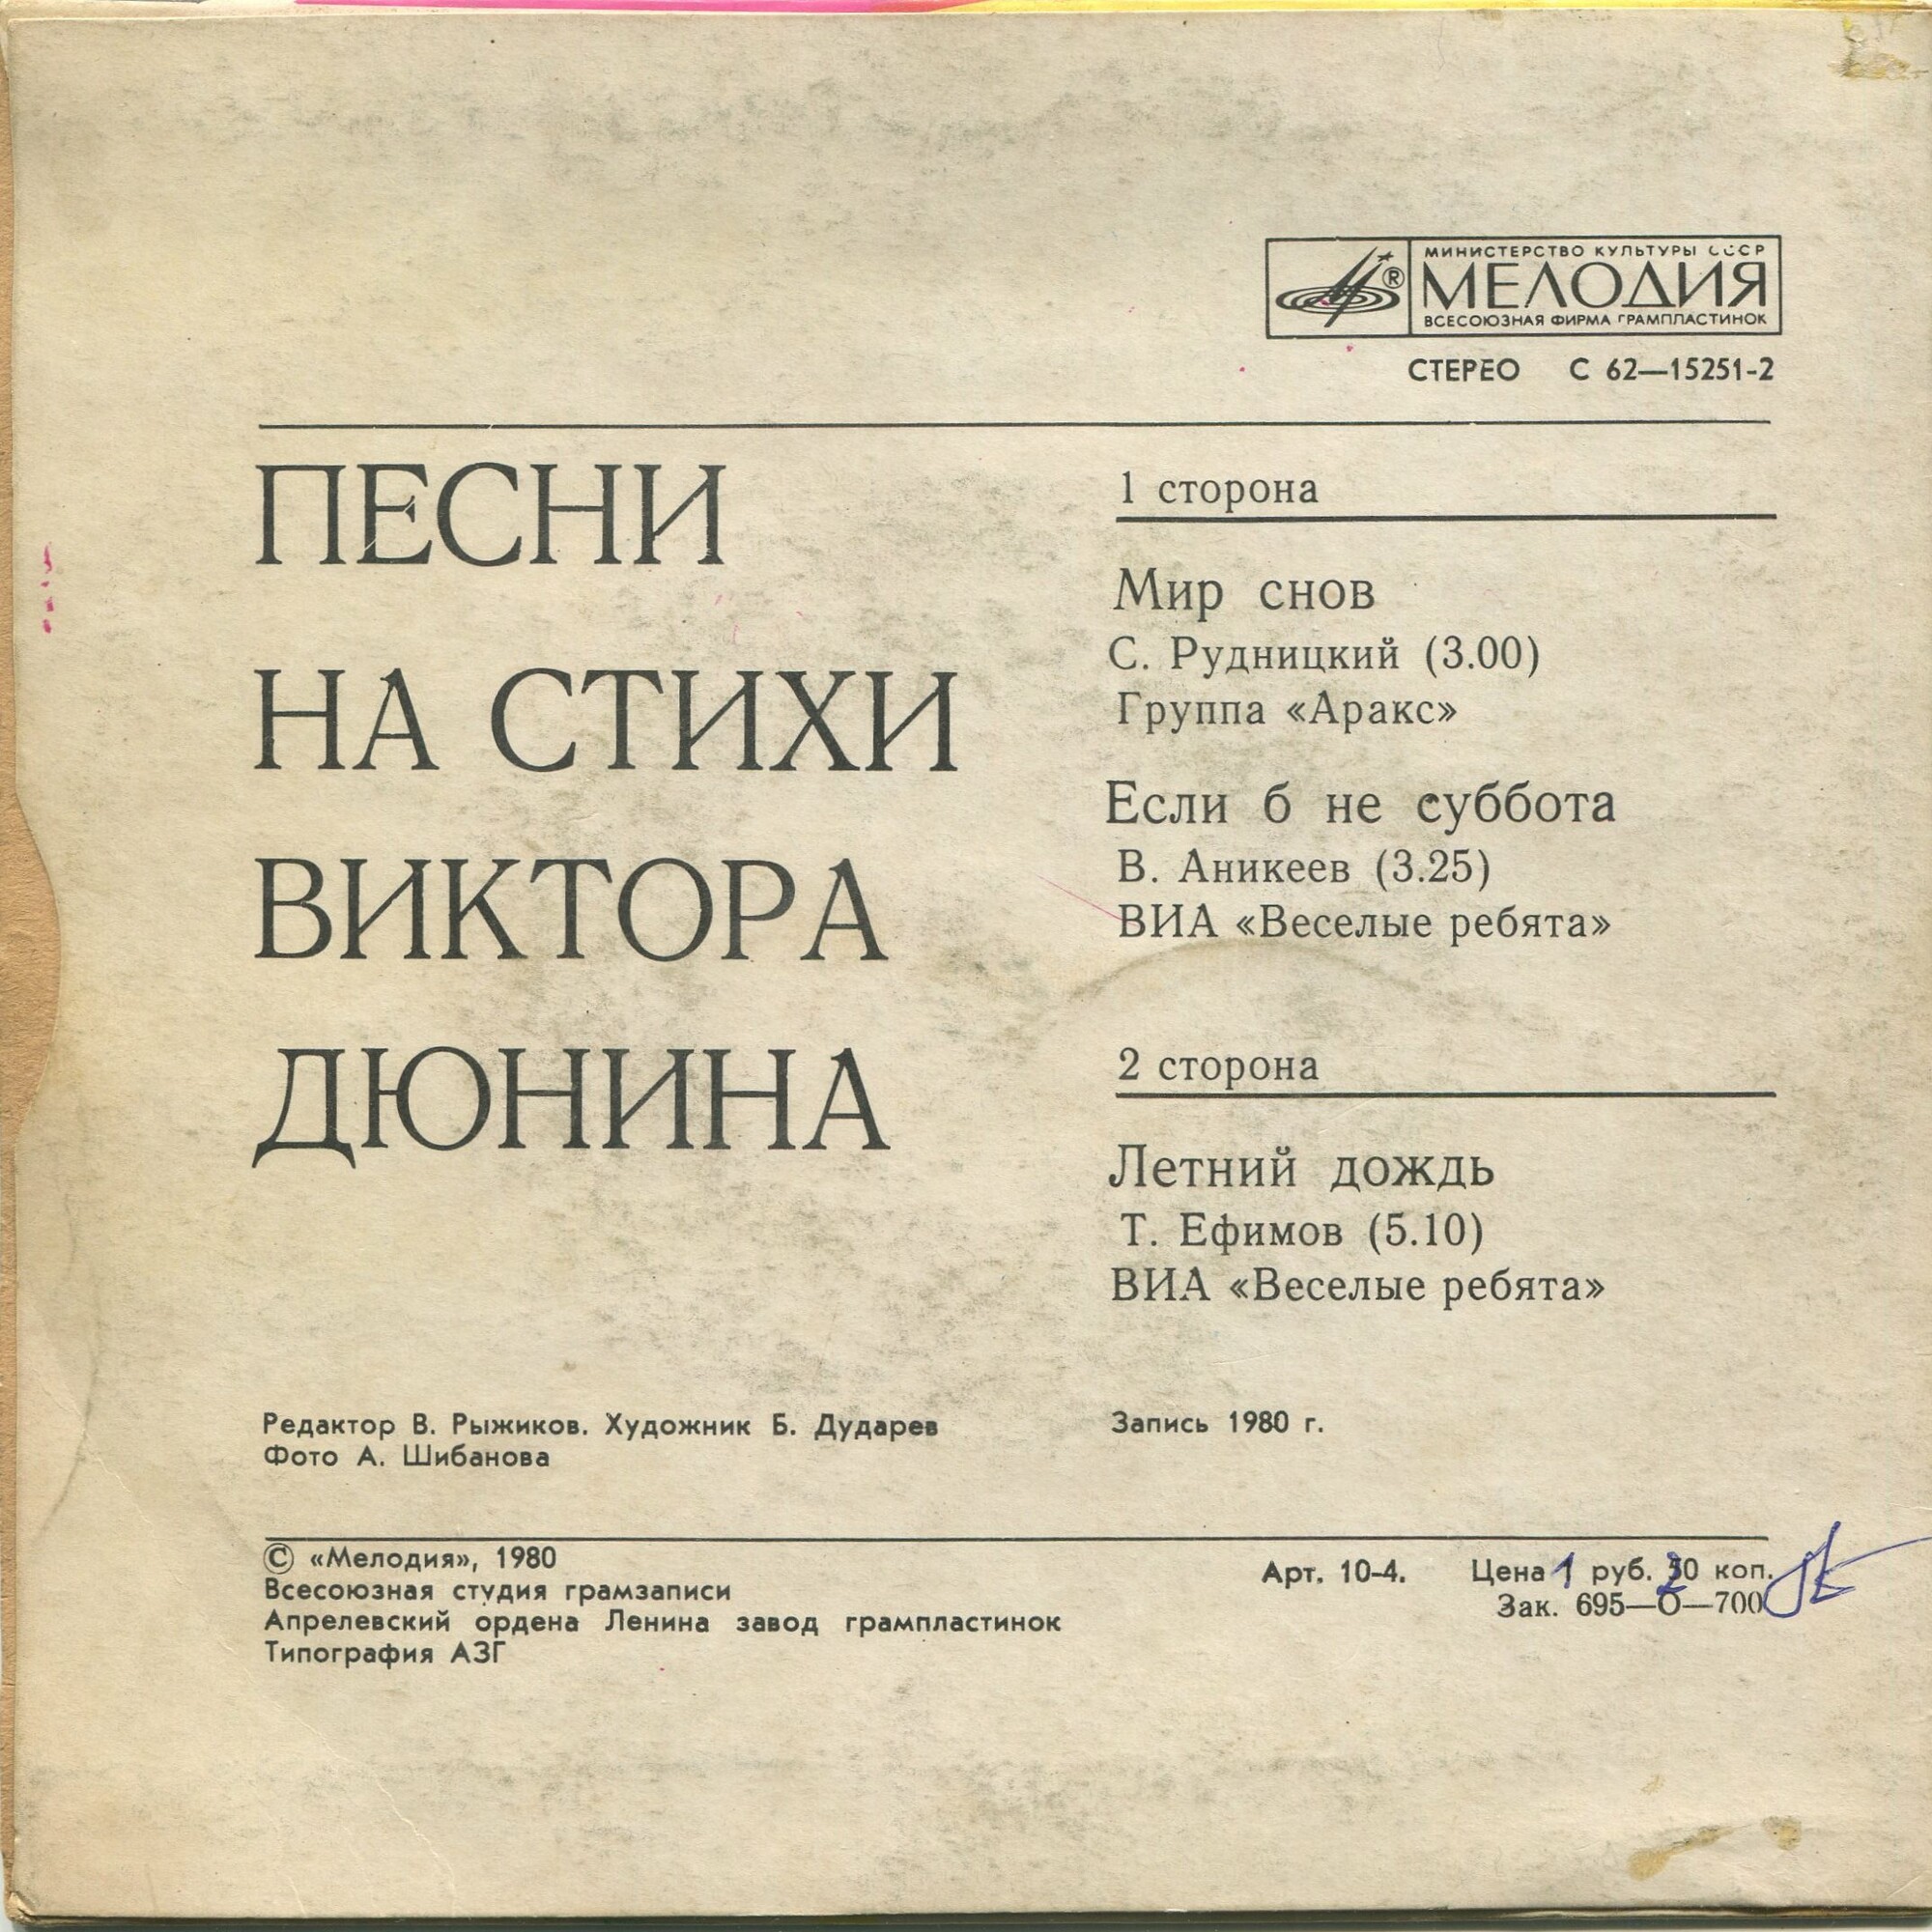 МИНИСТЕРСТВО КУЛЬТУРЫ СССР
МЕЛОДИЯ
ВСЕСОЮЗНАЯ ФИРМА ГРАМПЛАСТИНОК
СТЕРЕО С 62—15251-2
ПЕСНИ
НА СТИХИ
ВИКТОРА
ДЮНИНА
1 сторона
Мир снов
С. Рудницкий (3.00)
Группа «Аракс»
Если б не суббота
В. Аникеев (3.25)
ВИА «Веселые ребята»
2 сторона
Летний дождь
Т. Ефимов (5.10)
ВИА «Веселые ребята»
Редактор В. Рыжиков. Художник Б. Дударев
Фото А. Шибанова
Запись 1980 г.
© «Мелодия», 1980
Всесоюзная студия грамзаписи
Апрелевский ордена Ленина завод грампластинок
Типография АЗГ
Арт. 10-4. Цена 1 руб. коп.
Зак. 695—О—700